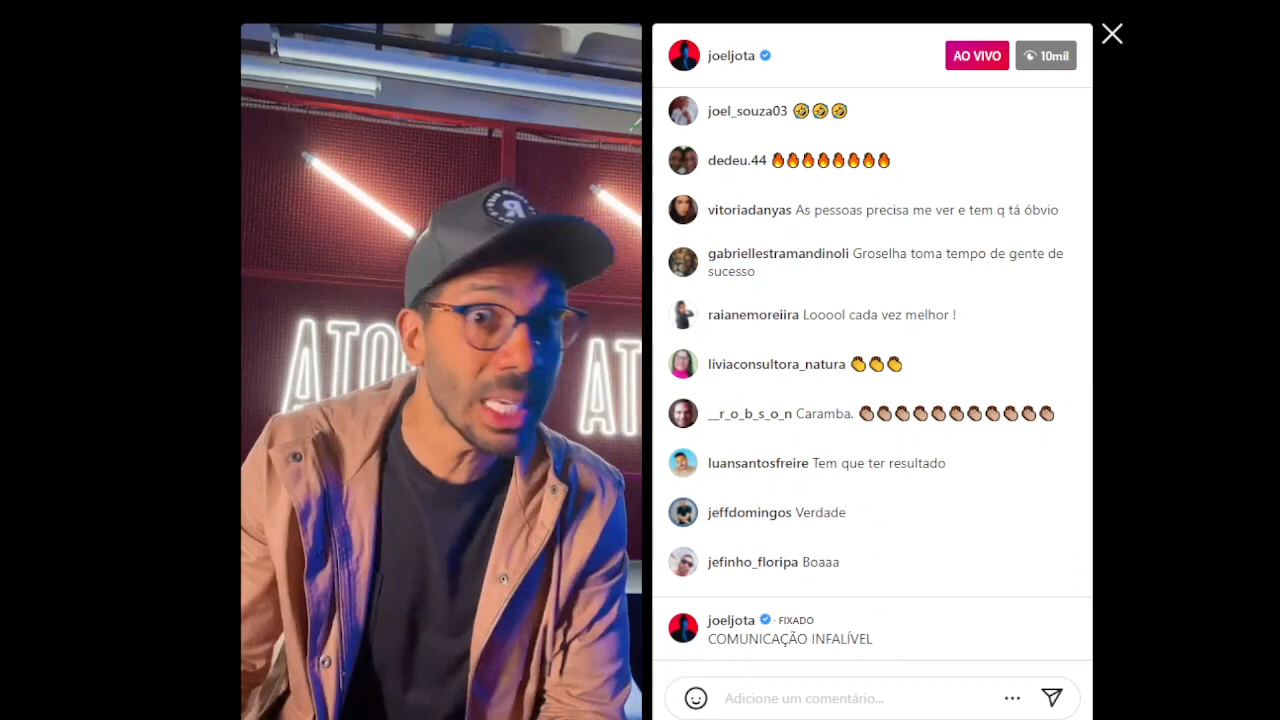 joeljota
AO VIVO
10mil
joel_souza03 🤣🤣🤣
dedeu.44 🔥🔥🔥🔥🔥🔥🔥🔥
vitoriadanyas As pessoas precisa me ver e tem q tá óbvio
gabriellestramandinoli Groselha toma tempo de gente de
sucesso
raianemoreiira Looool cada vez melhor !
liviaconsultora_natura 👏👏👏
__r_o_b_s_o_n Caramba. 👏🏼👏🏼👏🏼👏🏼👏🏼👏🏼👏🏼👏🏼👏🏼👏🏼👏🏼
luansantosfreire Tem que ter resultado
jeffdomingos Verdade
jefinho_floripa Boaaa
joeljota · FIXADO
COMUNICAÇÃO INFALÍVEL
Adicione um comentário...
R